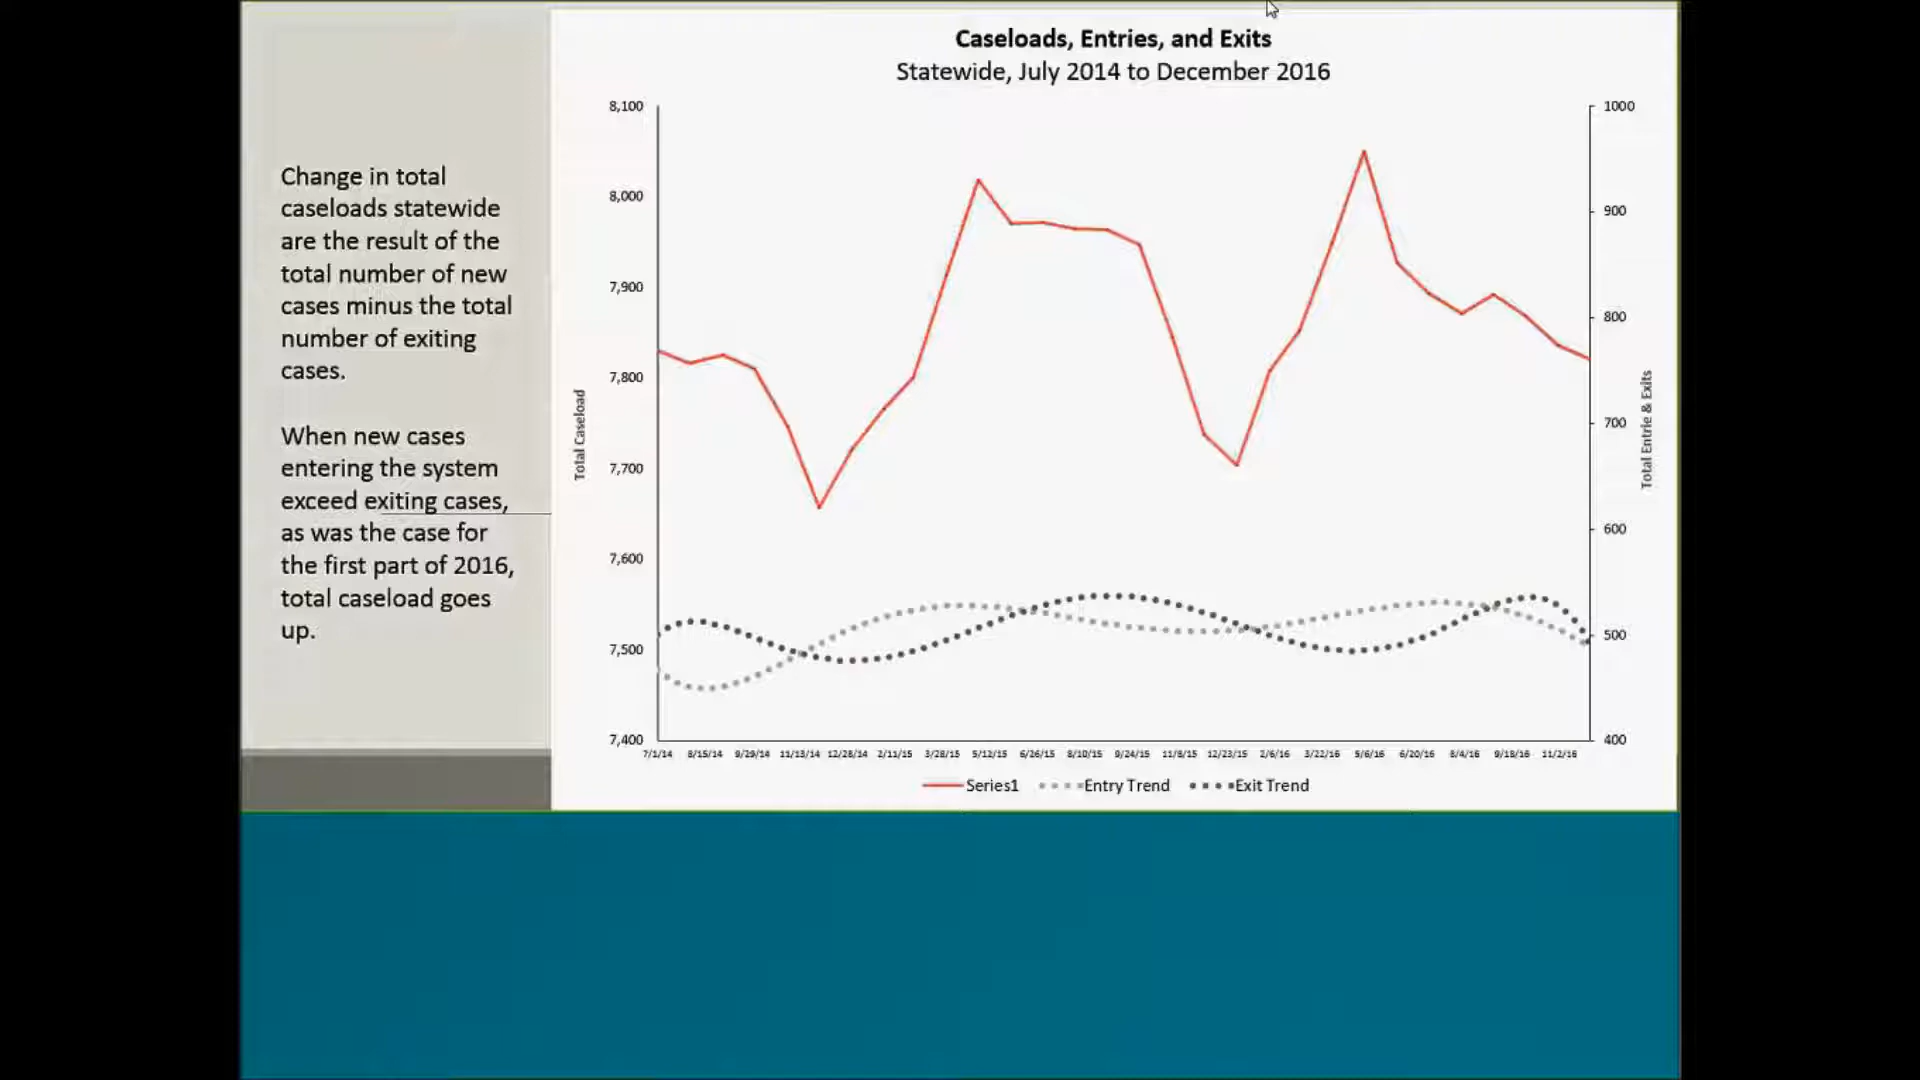 Caseloads, Entries, and Exits
Statewide, July 2014 to December 2016
Change in total
caseloads statewide
are the result of the
total number of new
cases minus the total
number of exiting
cases.
When new cases
entering the system
exceed exiting cases,
as was the case for
the first part of 2016,
total caseload goes
up.
Total Caseload
8,100
8,000
7,900
7,800
7,700
7,600
7,500
7,400
1000
900
800
700
600
500
400
Total Entrie & Exits
7/1/14 8/15/14 9/29/14 11/13/14 12/28/14 2/11/15 3/28/15 5/12/15 6/26/15 8/10/15 9/24/15 11/8/15 12/23/15 2/6/16 3/22/16 5/6/16 6/20/16 8/4/16 9/18/16 11/2/16
Series1 Entry Trend Exit Trend